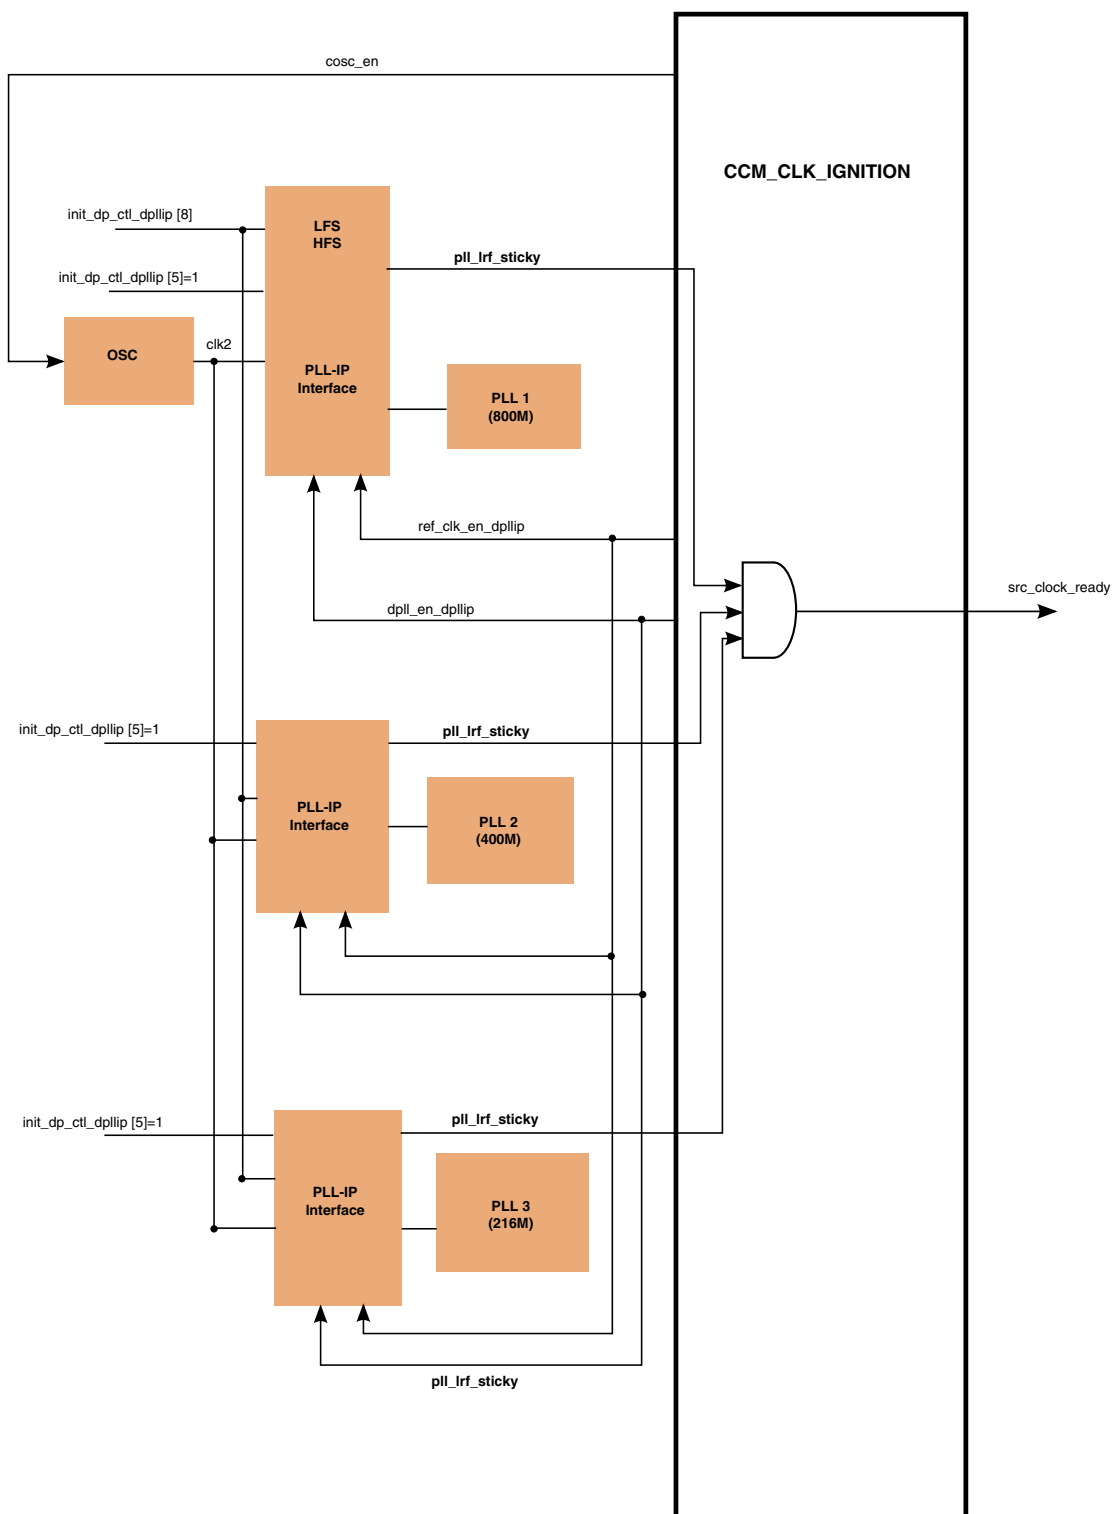 cosc_en
CCM_CLK_IGNITION
init_dp_ctl_dpllip [8]
LFS
HFS
pll_lrf_sticky
init_dp_ctl_dpllip [5]=1
OSC
clk2
PLL-IP
Interface
PLL 1
(800M)
ref_clk_en_dpllip
src_clock_ready
dpll_en_dpllip
init_dp_ctl_dpllip [5]=1
pll_lrf_sticky
PLL-IP
Interface
PLL 2
(400M)
init_dp_ctl_dpllip [5]=1
pll_lrf_sticky
PLL-IP
Interface
PLL 3
(216M)
pll_lrf_sticky